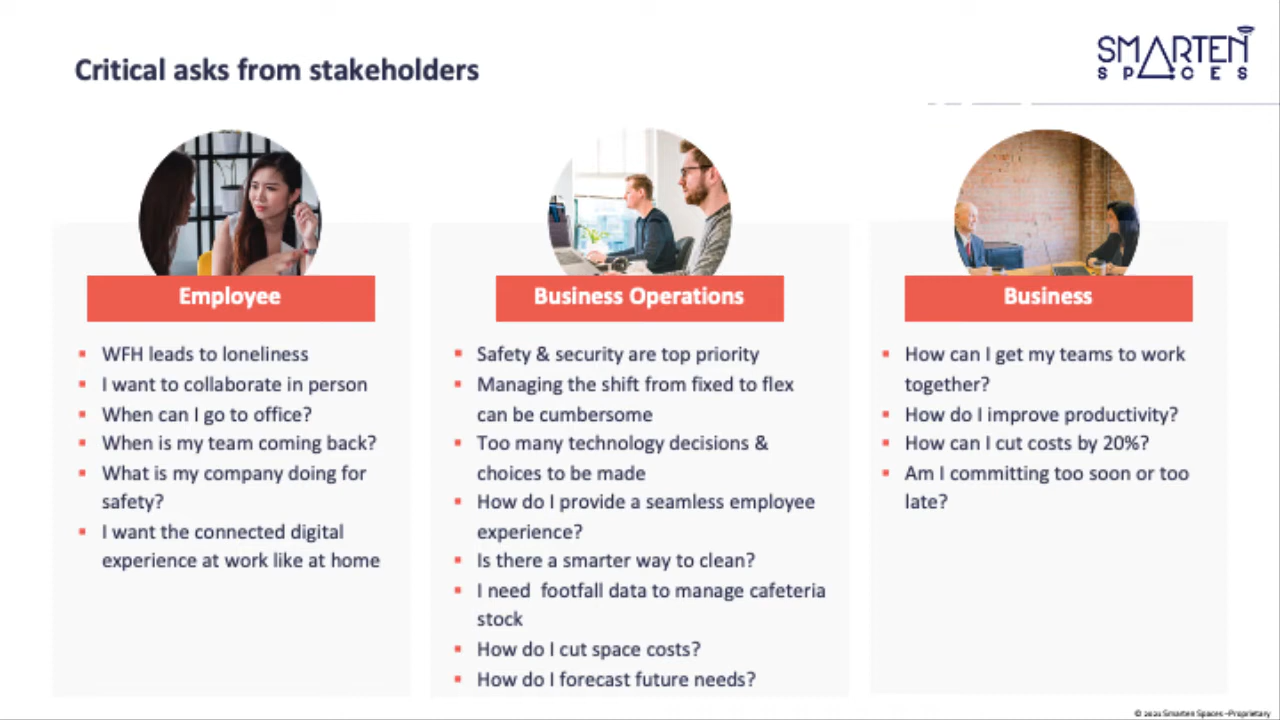 Critical asks from stakeholders
SMARTEN
SPACES
Employee
WFH leads to loneliness
I want to collaborate in person
When can I go to office?
When is my team coming back?
What is my company doing for
safety?
I want the connected digital
experience at work like at home
Business Operations
Safety & security are top priority
Managing the shift from fixed to flex
can be cumbersome
Too many technology decisions &
choices to be made
How do I provide a seamless employee
experience?
Is there a smarter way to clean?
I need footfall data to manage cafeteria
stock
How do I cut space costs?
How do I forecast future needs?
Business
How can I get my teams to work
together?
How do I improve productivity?
How can I cut costs by 20%?
Am I committing too soon or too
late?
© 2021 Smarten Spaces -Proprietary